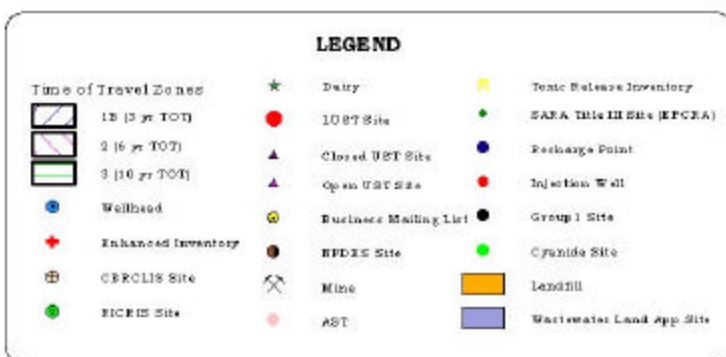 LEGEND
Time of Travel Zones
1B (3 yr TOT)
2 (6 yr TOT)
3 (10 yr TOT)
Wellhead
Enhanced Inventory
CERCLIS Site
RICRIS Site
Dairy
LUST Site
Closed UST Site
Open UST Site
Business Mailing List
NPDES Site
Mine
AST
Toxic Release Inventory
SARA Title III Site (EPCRA)
Recharge Point
Injection Well
Group 1 Site
Cyanide Site
Landfill
Wastewater Land App Site